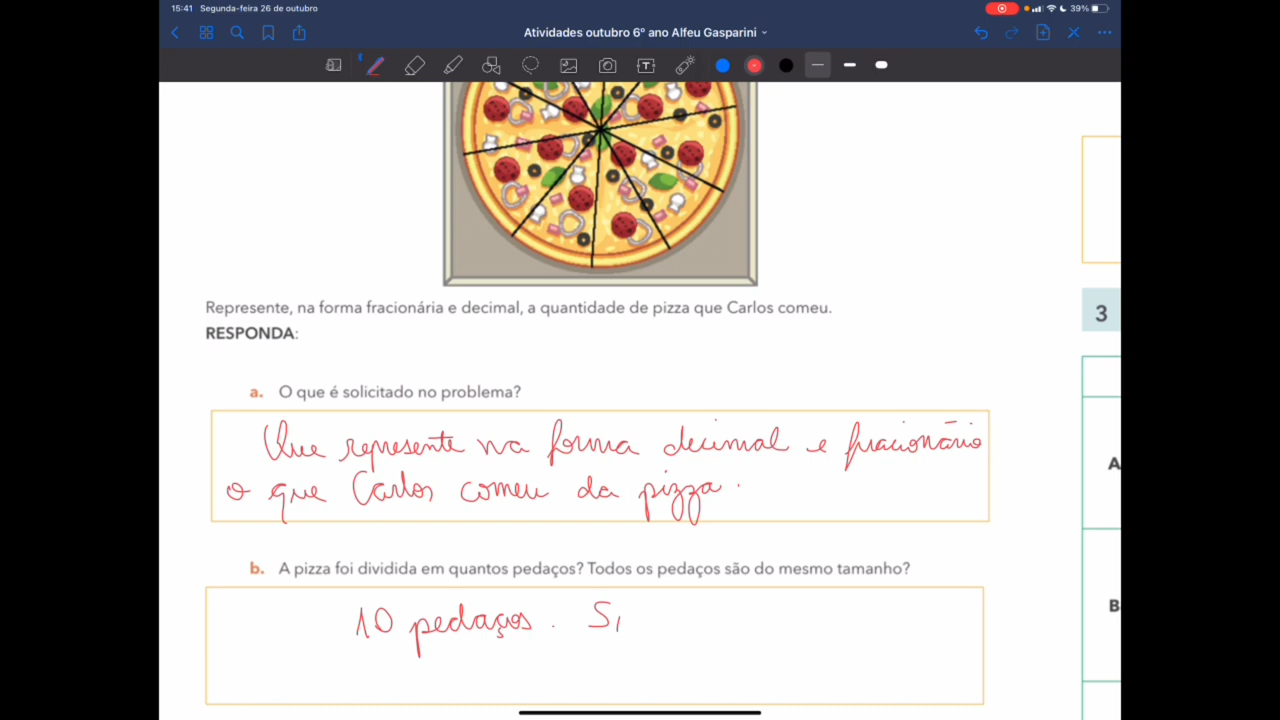 15:41 Segunda-feira 26 de outubro
39%
Atividades outubro 6º ano Alfeu Gasparini
Represente, na forma fracionária e decimal, a quantidade de pizza que Carlos comeu.
RESPONDA:
a. O que é solicitado no problema?
Que represente na forma decimal e fracionário
o que Carlos comeu da pizza.
b. A pizza foi dividida em quantos pedaços? Todos os pedaços são do mesmo tamanho?
10 pedaços. Si
3
A
B